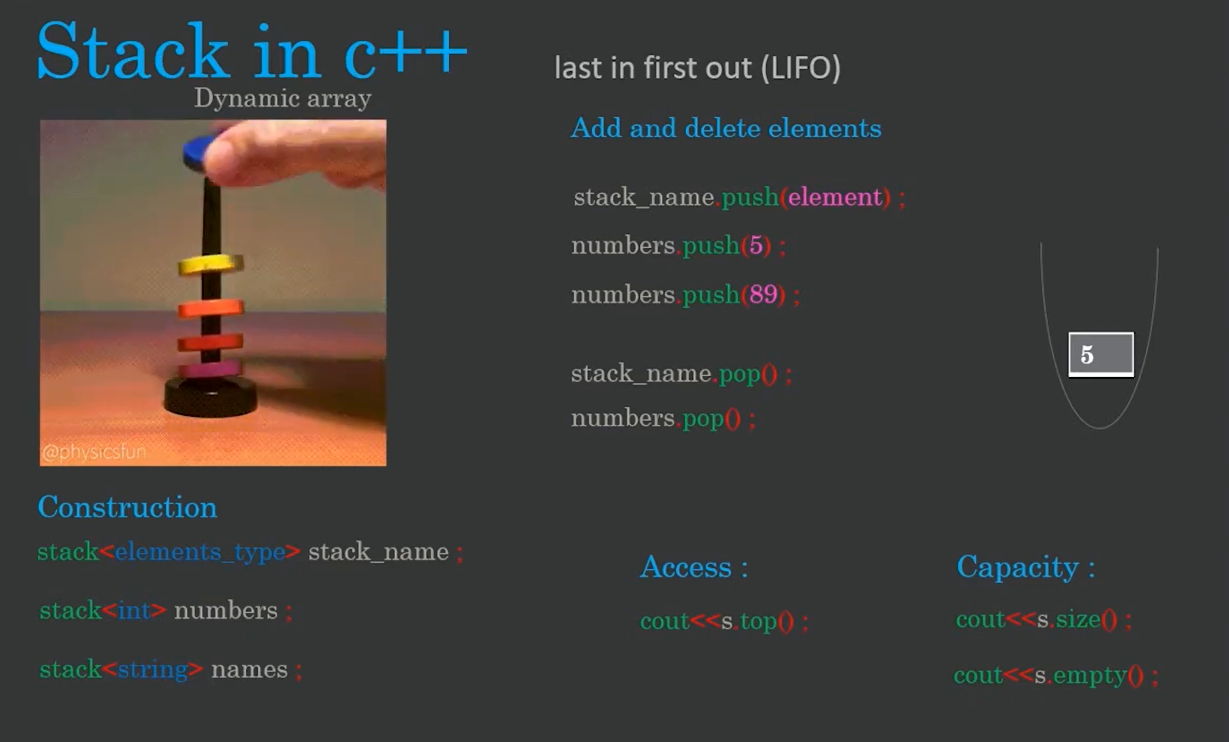 Stack in c++
Dynamic array
@physicsfun
Construction
stack<elements_type> stack_name ;
stack<int> numbers ;
stack<string> names ;
last in first out (LIFO)
Add and delete elements
stack_name.push(element) ;
numbers.push(5) ;
numbers.push(89) ;
stack_name.pop() ;
numbers.pop() ;
5
Access :
cout<<s.top() ;
Capacity :
cout<<s.size() ;
cout<<s.empty() ;